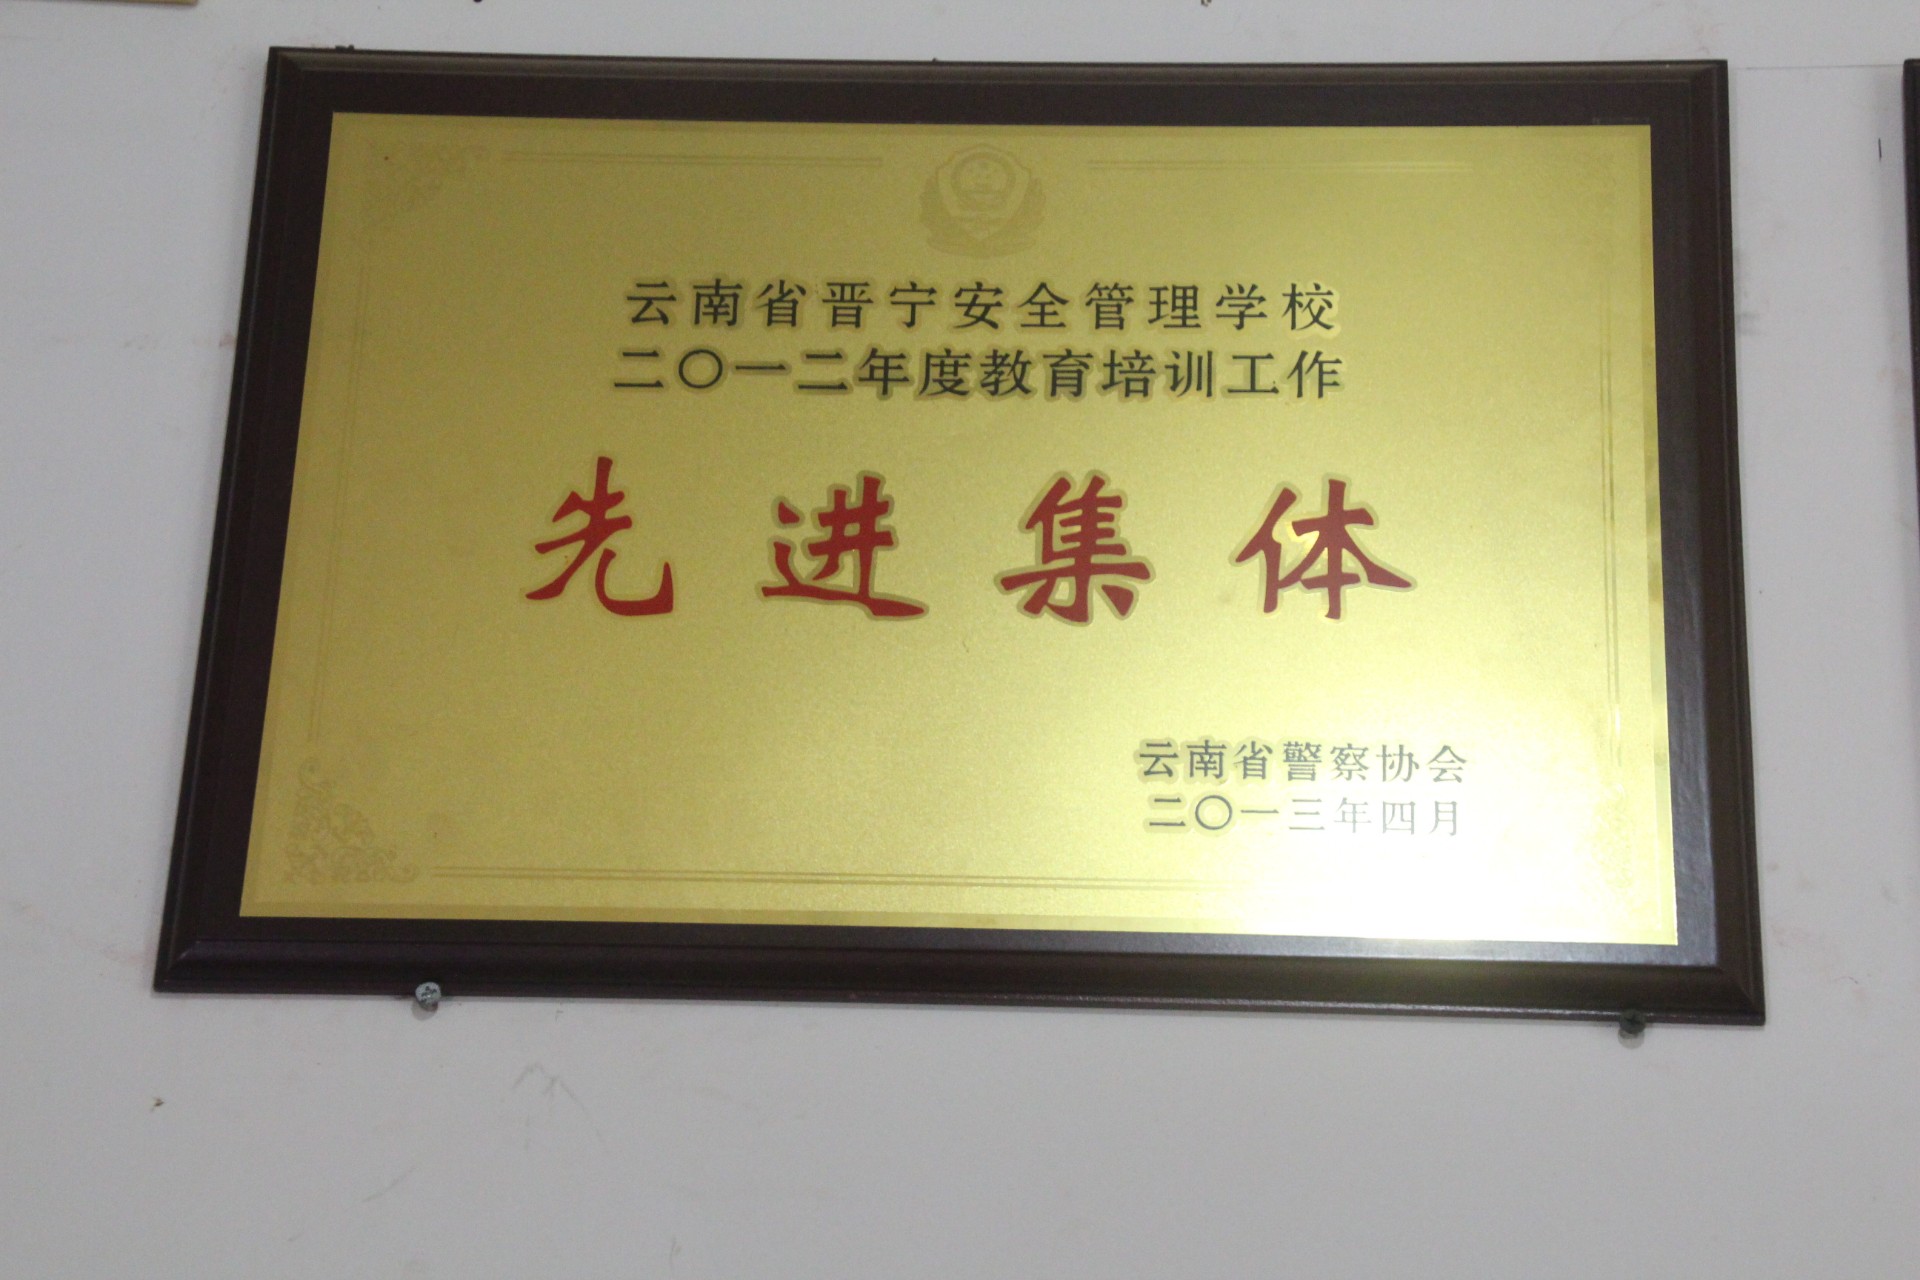 云南省晋宁安全管理学校
二〇一二年度教育培训工作
先进集体
云南省警察协会
二〇一三年四月